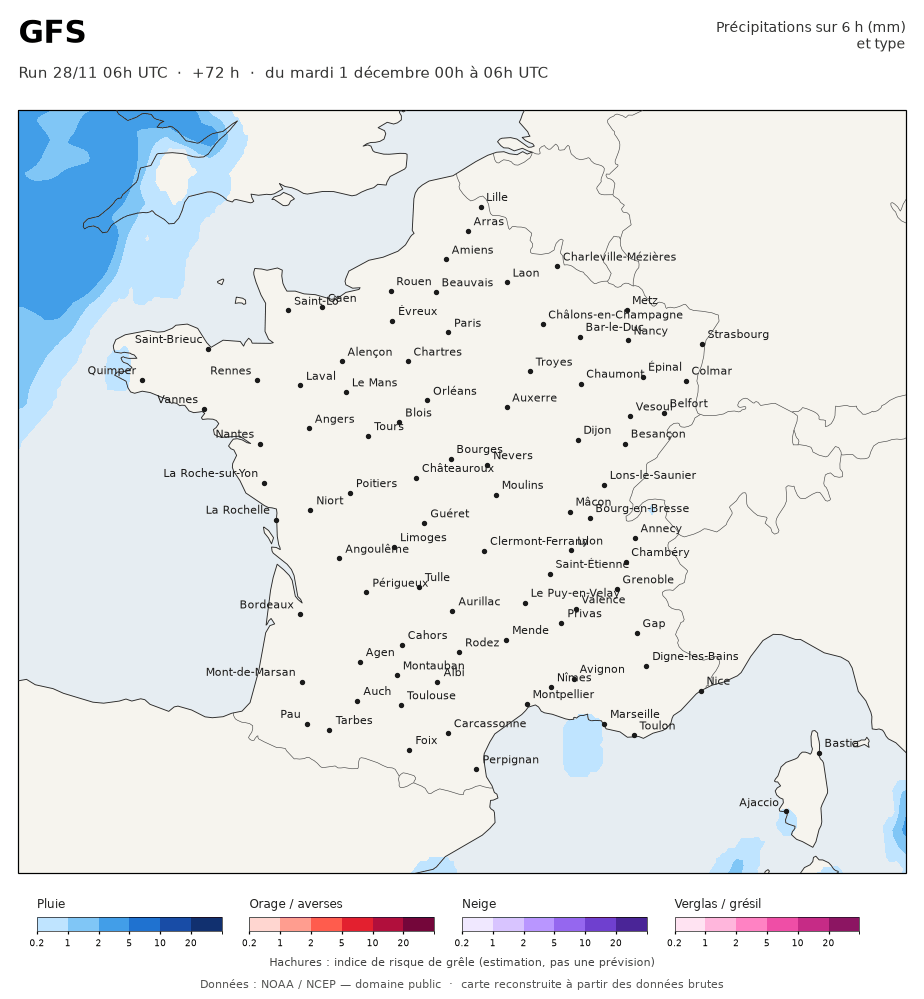 GFS
Précipitations sur 6 h (mm)
et type
Run 28/11 06h UTC · +72 h · du mardi 1 décembre 00h à 06h UTC
Lille
Arras
Amiens
Charleville-Mézières
Laon
Rouen
Beauvais
Saint-Lô
Caen
Metz
Évreux
Châlons-en-Champagne
Paris
Bar-le-Duc
Nancy
Strasbourg
Saint-Brieuc
Alençon
Chartres
Quimper
Rennes
Laval
Troyes
Chaumont
Épinal
Colmar
Le Mans
Orléans
Vannes
Auxerre
Vesoul
Belfort
Angers
Blois
Tours
Nantes
Dijon
Besançon
Bourges
Nevers
La Roche-sur-Yon
Châteauroux
Lons-le-Saunier
Poitiers
Moulins
Niort
La Rochelle
Mâcon
Bourg-en-Bresse
Guéret
Annecy
Limoges
Clermont-Ferrand
Lyon
Angoulême
Chambéry
Saint-Étienne
Périgueux
Tulle
Grenoble
Le Puy-en-Velay
Valence
Bordeaux
Aurillac
Privas
Gap
Cahors
Rodez
Mende
Agen
Digne-les-Bains
Mont-de-Marsan
Montauban
Albi
Nîmes
Avignon
Nice
Auch
Toulouse
Montpellier
Pau
Tarbes
Carcassonne
Marseille
Toulon
Foix
Perpignan
Bastia
Ajaccio
Pluie
0.2 1 2 5 10 20
Orage / averses
0.2 1 2 5 10 20
Neige
0.2 1 2 5 10 20
Verglas / grésil
0.2 1 2 5 10 20
Hachures : indice de risque de grêle (estimation, pas une prévision)
Données : NOAA / NCEP — domaine public · carte reconstruite à partir des données brutes